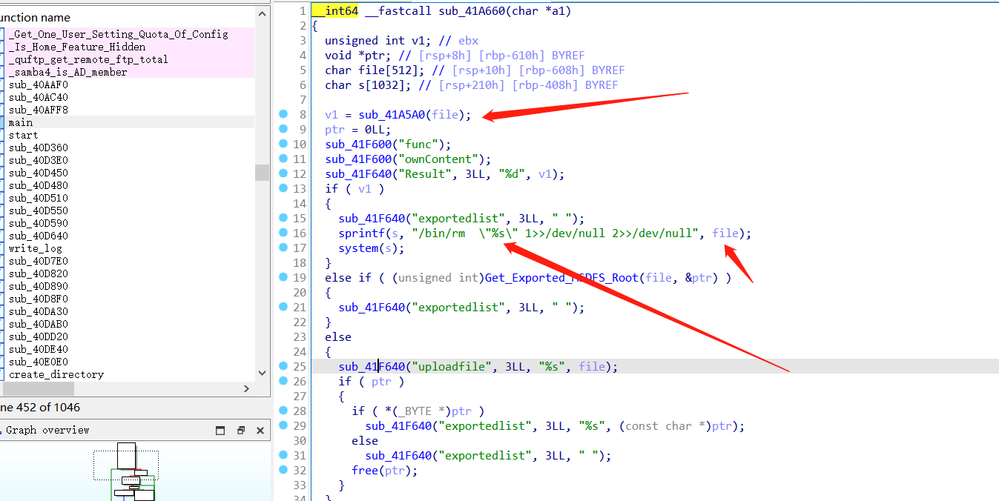 unction name
_Get_One_User_Setting_Quota_Of_Config
_Is_Home_Feature_Hidden
_quftp_get_remote_ftp_total
_samba4_is_AD_member
sub_40AAF0
sub_40AC40
sub_40AFF8
main
start
sub_40D360
sub_40D3E0
sub_40D450
sub_40D480
sub_40D510
sub_40D550
sub_40D590
sub_40D640
write_log
sub_40D7E0
sub_40D820
sub_40D890
sub_40D8F0
sub_40DA30
sub_40DAB0
sub_40DD20
sub_40DE40
sub_40E0E0
create_directory
ne 452 of 1046
Graph overview
1 __int64 __fastcall sub_41A660(char *a1)
2 {
3 unsigned int v1; // ebx
4 void *ptr; // [rsp+8h] [rbp-610h] BYREF
5 char file[512]; // [rsp+10h] [rbp-608h] BYREF
6 char s[1032]; // [rsp+210h] [rbp-408h] BYREF
7
8 v1 = sub_41A5A0(file);
9 ptr = 0LL;
10 sub_41F600("func");
11 sub_41F600("ownContent");
12 sub_41F640("Result", 3LL, "%d", v1);
13 if ( v1 )
14 {
15 sub_41F640("exportedlist", 3LL, " ");
16 sprintf(s, "/bin/rm  \"%s\" 1>>/dev/null 2>>/dev/null", file);
17 system(s);
18 }
19 else if ( (unsigned int)Get_Exported_MSDFS_Root(file, &ptr) )
20 {
21 sub_41F640("exportedlist", 3LL, " ");
22 }
23 else
24 {
25 sub_41F640("uploadfile", 3LL, "%s", file);
26 if ( ptr )
27 {
28 if ( *(_BYTE *)ptr )
29 sub_41F640("exportedlist", 3LL, "%s", (const char *)ptr);
30 else
31 sub_41F640("exportedlist", 3LL, " ");
32 free(ptr);
33 }
34 }